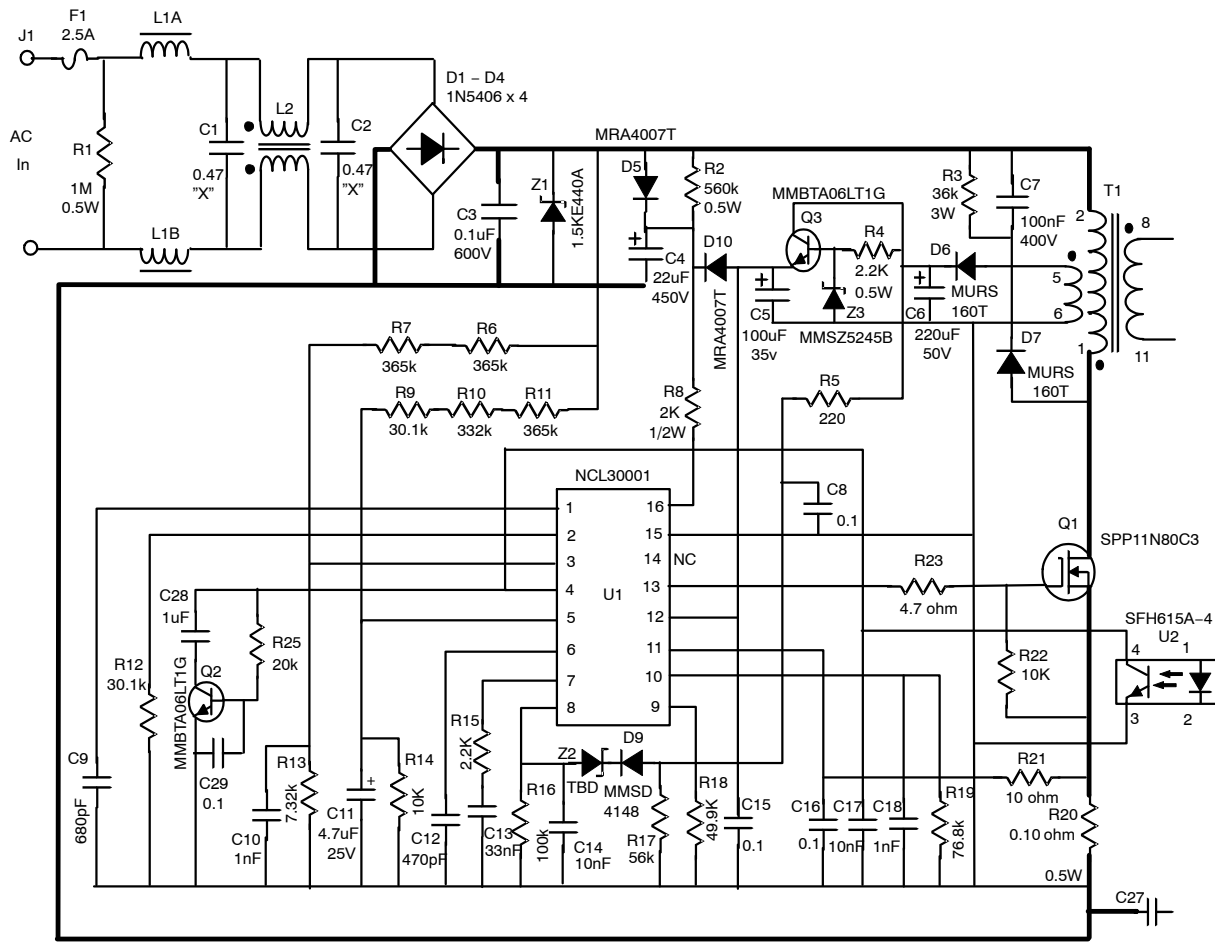 F1
2.5A
J1
L1A
AC
In
R1
1M
0.5W
L1B
C1
0.47
"X"
L2
C2
0.47
"X"
D1 – D4
1N5406 x 4
MRA4007T
C3
0.1uF
600V
Z1
1.5KE440A
D5
R2
560k
0.5W
C4
22uF
450V
D10
MRA4007T
MMBTA06LT1G
Q3
R4
2.2K
0.5W
C5
100uF
35v
Z3
MMSZ5245B
D6
MURS
160T
C6
220uF
50V
R3
36k
3W
C7
100nF
400V
T1
2
8
5
6
1
11
D7
MURS
160T
R7
365k
R6
365k
R9
30.1k
R10
332k
R11
365k
R8
2K
1/2W
R5
220
NCL30001
U1
1
2
3
4
5
6
7
8
16
15
14
NC
13
12
11
10
9
C8
0.1
Q1
SPP11N80C3
R23
4.7 ohm
R22
10K
SFH615A–4
U2
4
1
3
2
C28
1uF
R25
20k
R12
30.1k
Q2
MMBTA06LT1G
C29
0.1
C9
680pF
C10
1nF
R13
7.32k
C11
4.7uF
25V
R14
10K
C12
470pF
R15
2.2K
C13
33nF
R16
100k
Z2
TBD
D9
MMSD
4148
C14
10nF
R17
56k
R18
49.9K
C15
0.1
C16
0.1
C17
10nF
C18
1nF
R19
76.8k
R21
10 ohm
R20
0.10 ohm
0.5W
C27